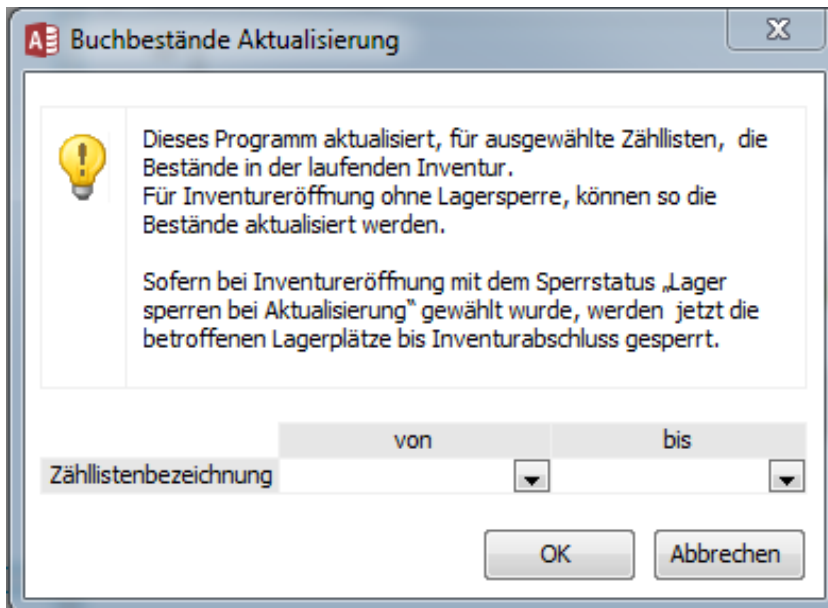 Buchbestände Aktualisierung
Dieses Programm aktualisiert, für ausgewählte Zähllisten,  die
Bestände in der laufenden Inventur.
Für Inventureröffnung ohne Lagersperre, können so die
Bestände aktualisiert werden.
Sofern bei Inventureröffnung mit dem Sperrstatus „Lager
sperren bei Aktualisierung“ gewählt wurde, werden  jetzt die
betroffenen Lagerplätze bis Inventurabschluss gesperrt.
von bis
Zähllistenbezeichnung
OK Abbrechen